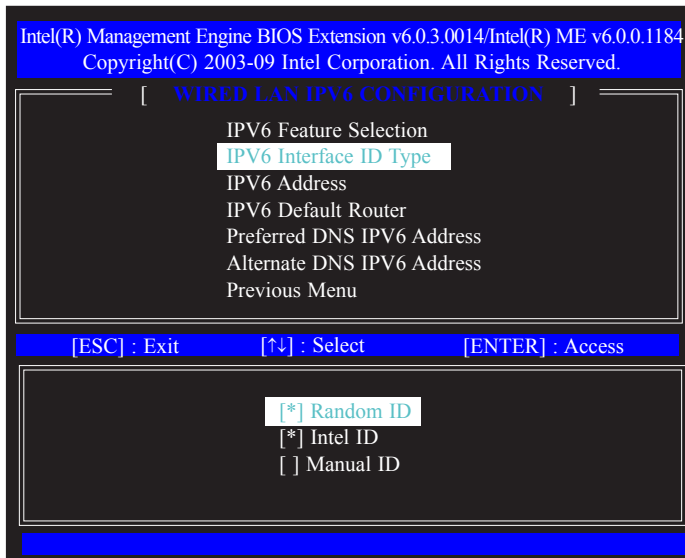 Intel(R) Management Engine BIOS Extension v6.0.3.0014/Intel(R) ME v6.0.0.1184
Copyright(C) 2003-09 Intel Corporation. All Rights Reserved.
[ WIRED LAN IPV6 CONFIGURATION ]
IPV6 Feature Selection
IPV6 Interface ID Type
IPV6 Address
IPV6 Default Router
Preferred DNS IPV6 Address
Alternate DNS IPV6 Address
Previous Menu
[ESC] : Exit [↑↓] : Select [ENTER] : Access
[*] Random ID
[*] Intel ID
[ ] Manual ID